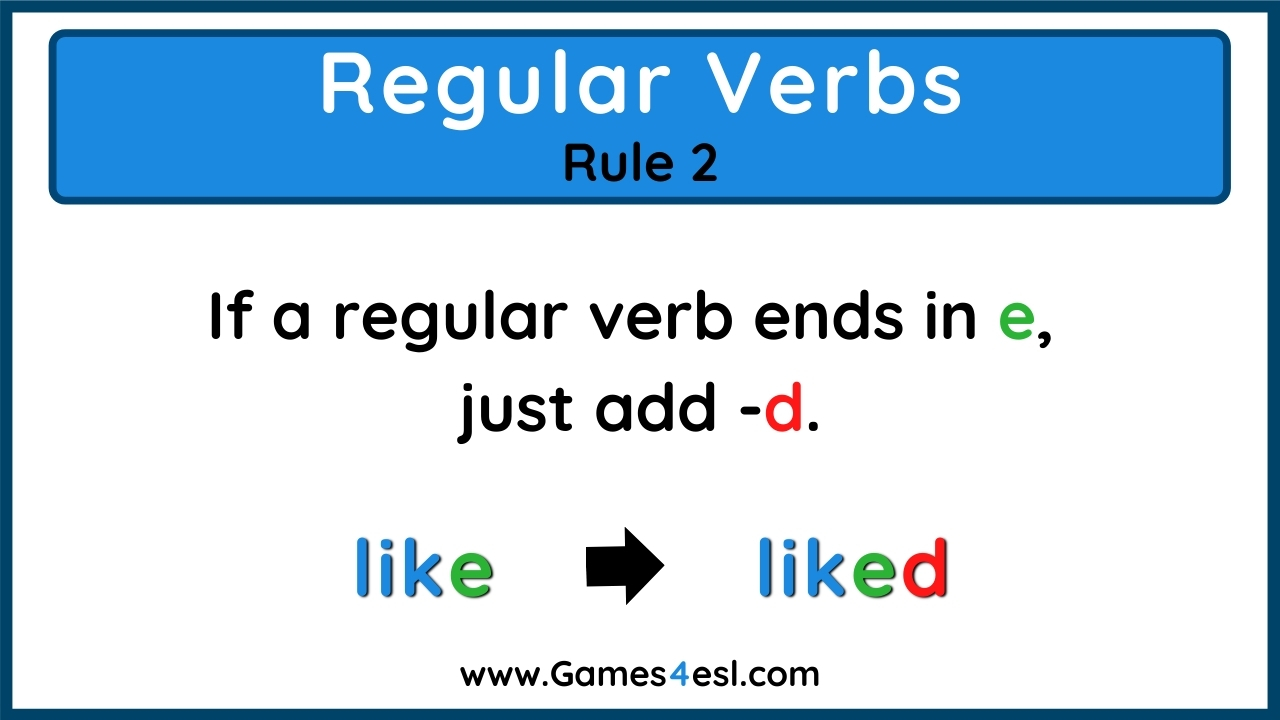 Regular Verbs
Rule 2
If a regular verb ends in e,
just add -d.
like liked
www.Games4esl.com